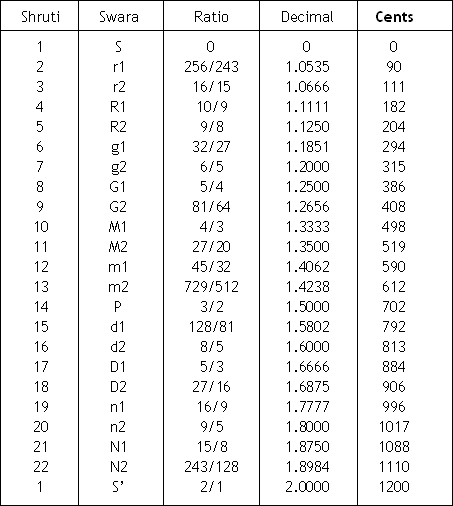 Shruti Swara Ratio Decimal Cents
1 S 0 0 0
2 r1 256/243 1.0535 90
3 r2 16/15 1.0666 111
4 R1 10/9 1.1111 182
5 R2 9/8 1.1250 204
6 g1 32/27 1.1851 294
7 g2 6/5 1.2000 315
8 G1 5/4 1.2500 386
9 G2 81/64 1.2656 408
10 M1 4/3 1.3333 498
11 M2 27/20 1.3500 519
12 m1 45/32 1.4062 590
13 m2 729/512 1.4238 612
14 P 3/2 1.5000 702
15 d1 128/81 1.5802 792
16 d2 8/5 1.6000 813
17 D1 5/3 1.6666 884
18 D2 27/16 1.6875 906
19 n1 16/9 1.7777 996
20 n2 9/5 1.8000 1017
21 N1 15/8 1.8750 1088
22 N2 243/128 1.8984 1110
1 S' 2/1 2.0000 1200